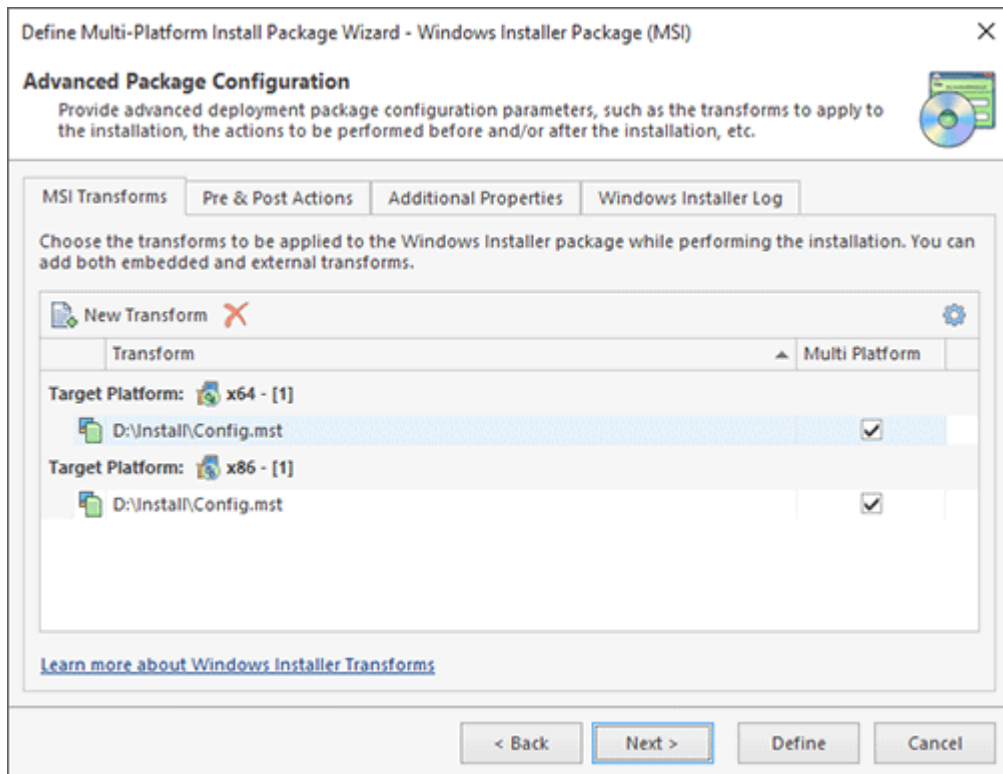 Define Multi-Platform Install Package Wizard - Windows Installer Package (MSI)
Advanced Package Configuration
Provide advanced deployment package configuration parameters, such as the transforms to apply to
the installation, the actions to be performed before and/or after the installation, etc.
MSI Transforms Pre & Post Actions Additional Properties Windows Installer Log
Choose the transforms to be applied to the Windows Installer package while performing the installation. You can
add both embedded and external transforms.
New Transform
Transform Multi Platform
Target Platform: x64 - [1]
D:\Install\Config.mst
Target Platform: x86 - [1]
D:\Install\Config.mst
Learn more about Windows Installer Transforms
< Back Next > Define Cancel